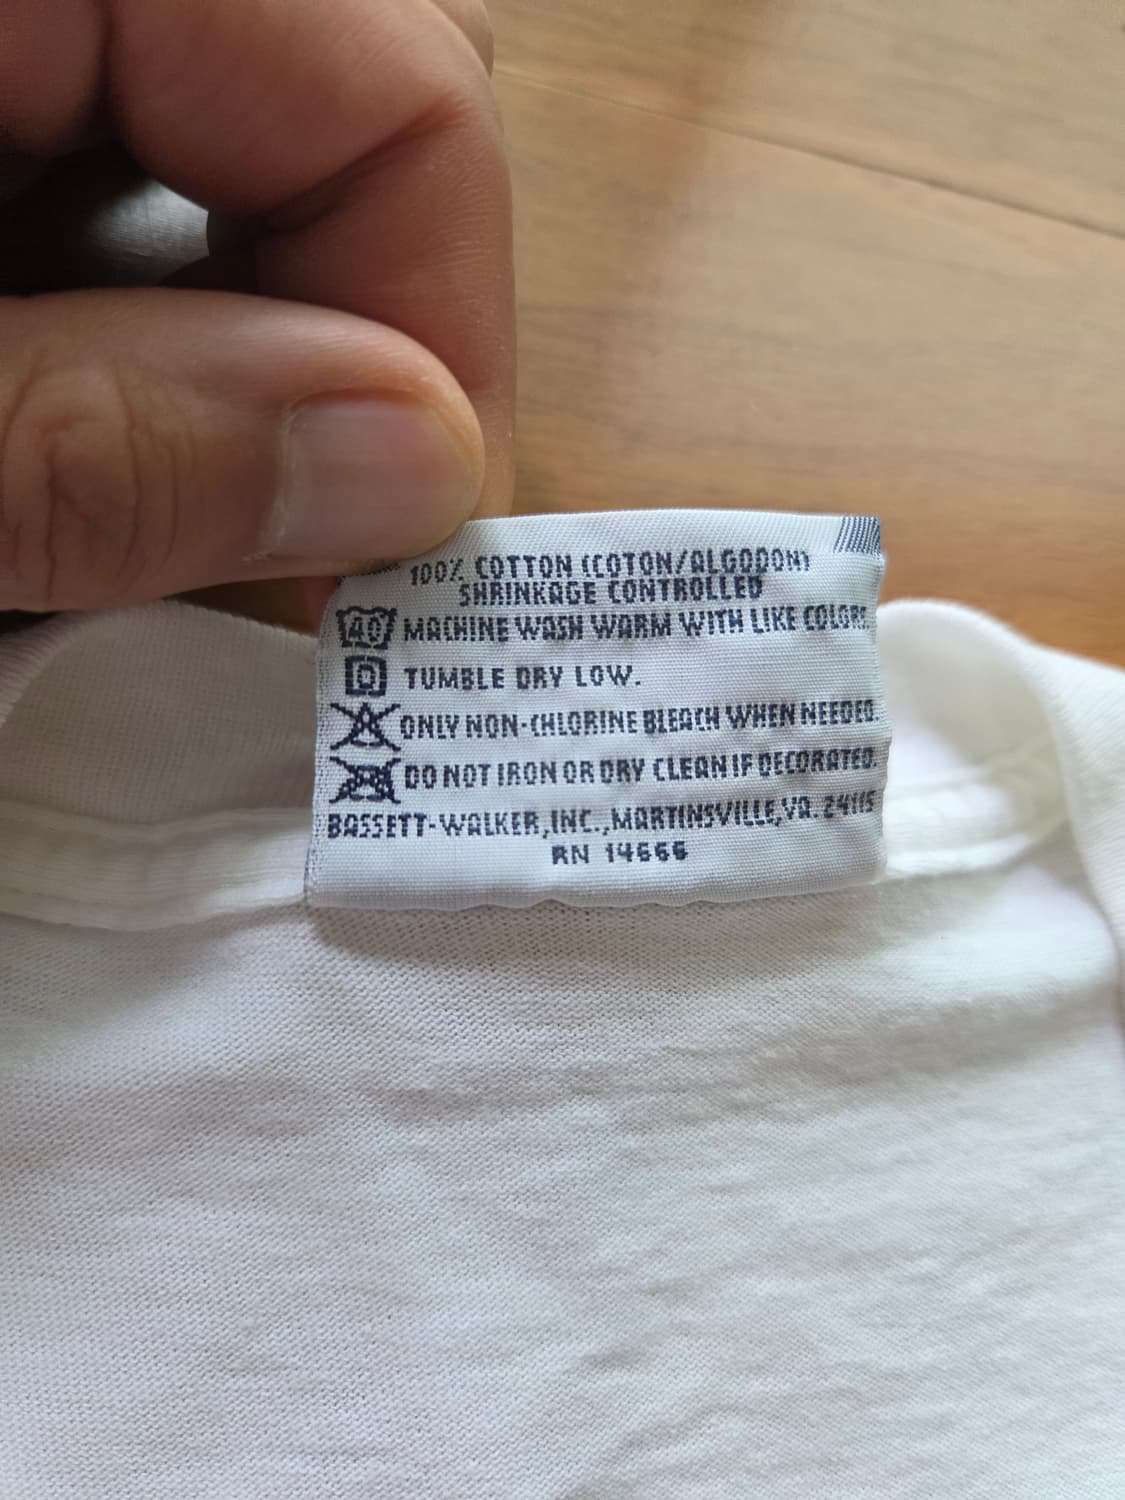 100% COTTON (COTON/ALGODON)
SHRINKAGE CONTROLLED
40 MACHINE WASH WARM WITH LIKE COLORS.
TUMBLE DRY LOW.
ONLY NON-CHLORINE BLEACH WHEN NEEDED.
DO NOT IRON OR DRY CLEAN IF DECORATED.
BASSETT-WALKER, INC., MARTINSVILLE, VA. 24115
RN 14666